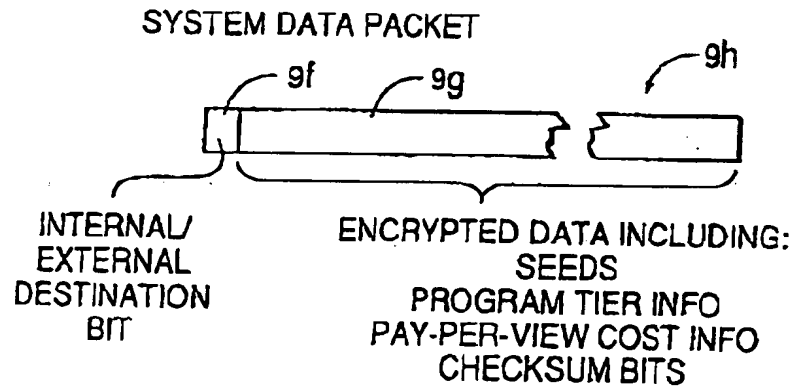 SYSTEM DATA PACKET
9f
9g
9h
INTERNAL/
EXTERNAL
DESTINATION
BIT
ENCRYPTED DATA INCLUDING:
SEEDS
PROGRAM TIER INFO
PAY-PER-VIEW COST INFO
CHECKSUM BITS